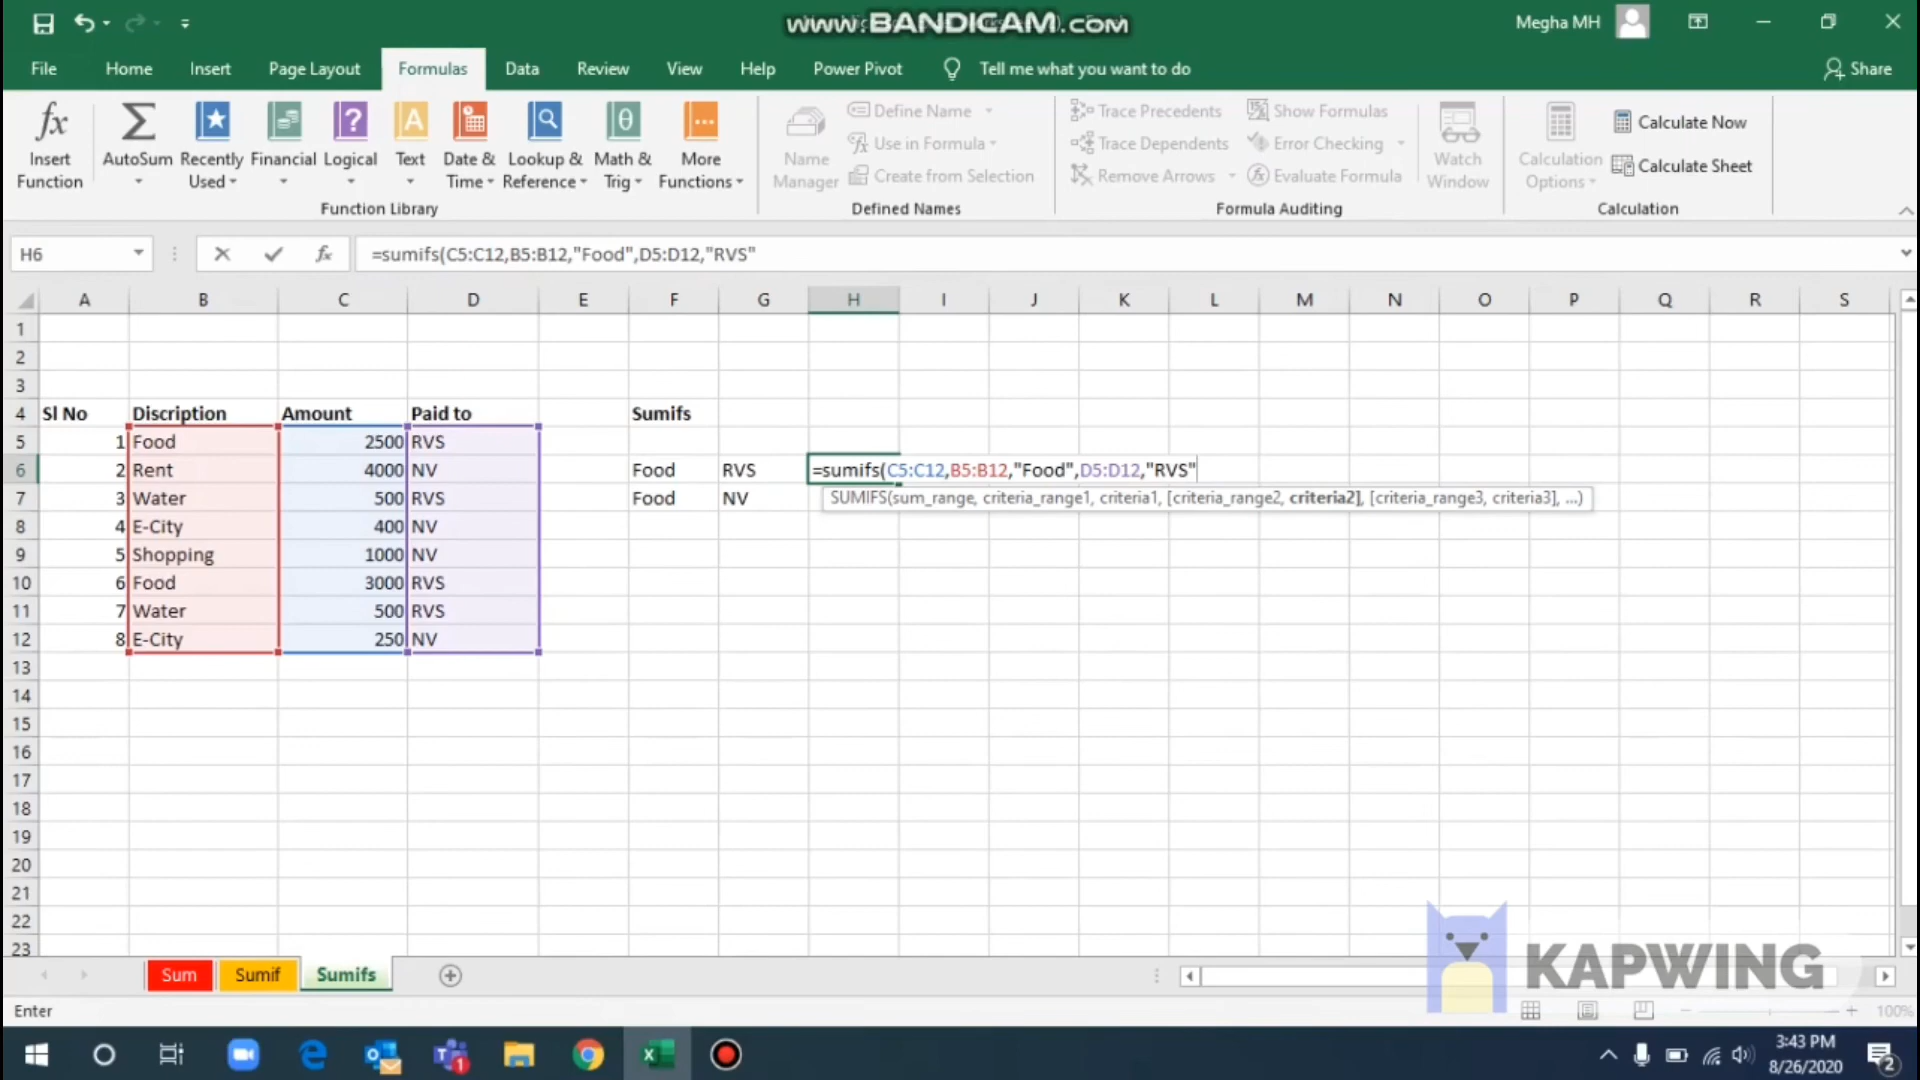 www.BANDICAM.com
Megha MH
File Home Insert Page Layout Formulas Data Review View Help Power Pivot Tell me what you want to do Share
Insert Function
AutoSum
Recently Used
Financial
Logical
Text
Date & Time
Lookup & Reference
Math & Trig
More Functions
Function Library
Name Manager
Define Name
Use in Formula
Create from Selection
Defined Names
Trace Precedents
Trace Dependents
Remove Arrows
Show Formulas
Error Checking
Evaluate Formula
Watch Window
Formula Auditing
Calculation Options
Calculate Now
Calculate Sheet
Calculation
H6 fx =sumifs(C5:C12,B5:B12,"Food",D5:D12,"RVS"
A B C D E F G H I J K L M N O P Q R S
1
2
3
4 Sl No Discription Amount Paid to Sumifs
5 1 Food 2500 RVS
6 2 Rent 4000 NV Food RVS =sumifs(C5:C12,B5:B12,"Food",D5:D12,"RVS"
7 3 Water 500 RVS Food NV SUMIFS(sum_range, criteria_range1, criteria1, [criteria_range2, criteria2], [criteria_range3, criteria3], ...)
8 4 E-City 400 NV
9 5 Shopping 1000 NV
10 6 Food 3000 RVS
11 7 Water 500 RVS
12 8 E-City 250 NV
13
14
15
16
17
18
19
20
21
22
23
KAPWING
Sum Sumif Sumifs
Enter 100%
3:43 PM
8/26/2020
1
2